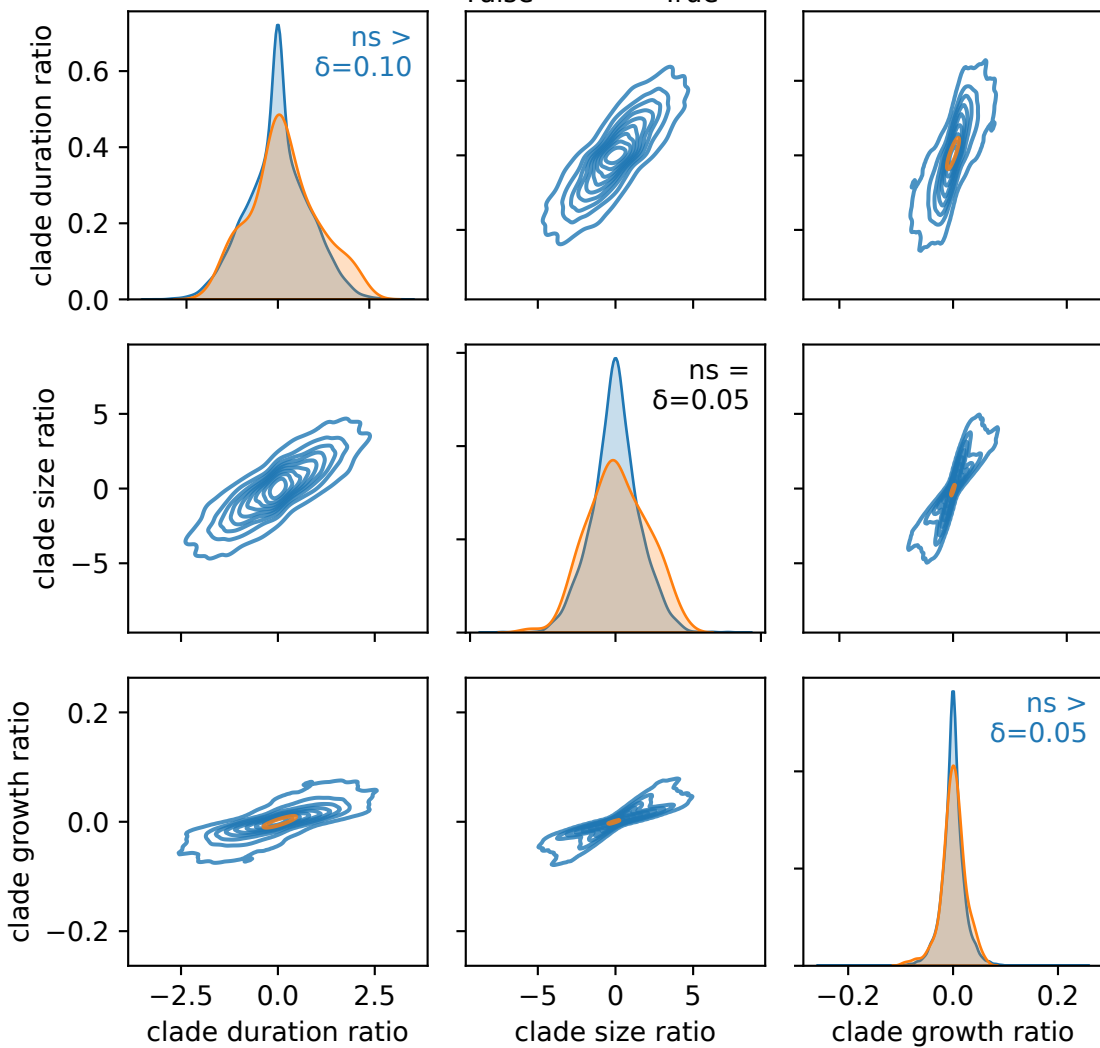 clade duration ratio
0.6
0.4
0.2
0.0
ns >
δ=0.10
clade size ratio
5
0
−5
ns =
δ=0.05
clade growth ratio
0.2
0.0
−0.2
ns >
δ=0.05
−2.5 0.0 2.5
−5 0 5
−0.2 0.0 0.2
clade duration ratio
clade size ratio
clade growth ratio